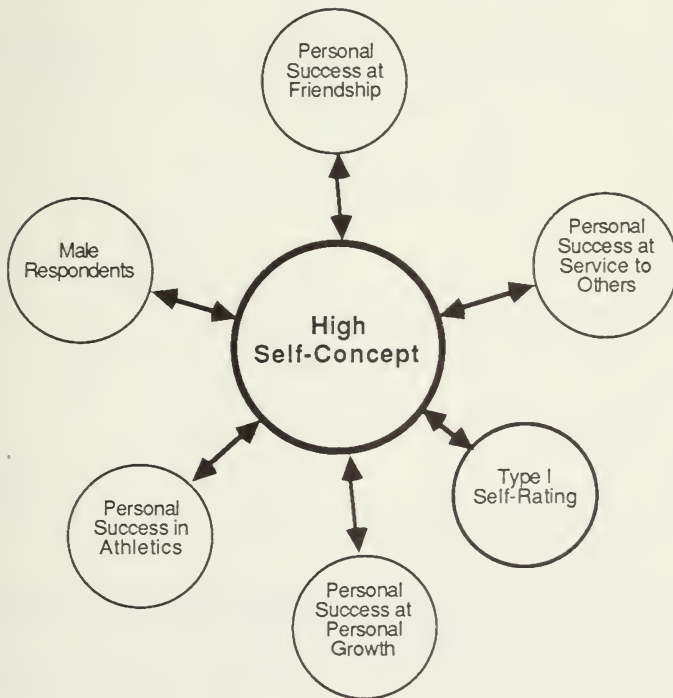 Personal
Success at
Friendship
Male
Respondents
Personal
Success at
Service to
Others
High
Self-Concept
Type I
Self-Rating
Personal
Success in
Athletics
Personal
Success at
Personal
Growth